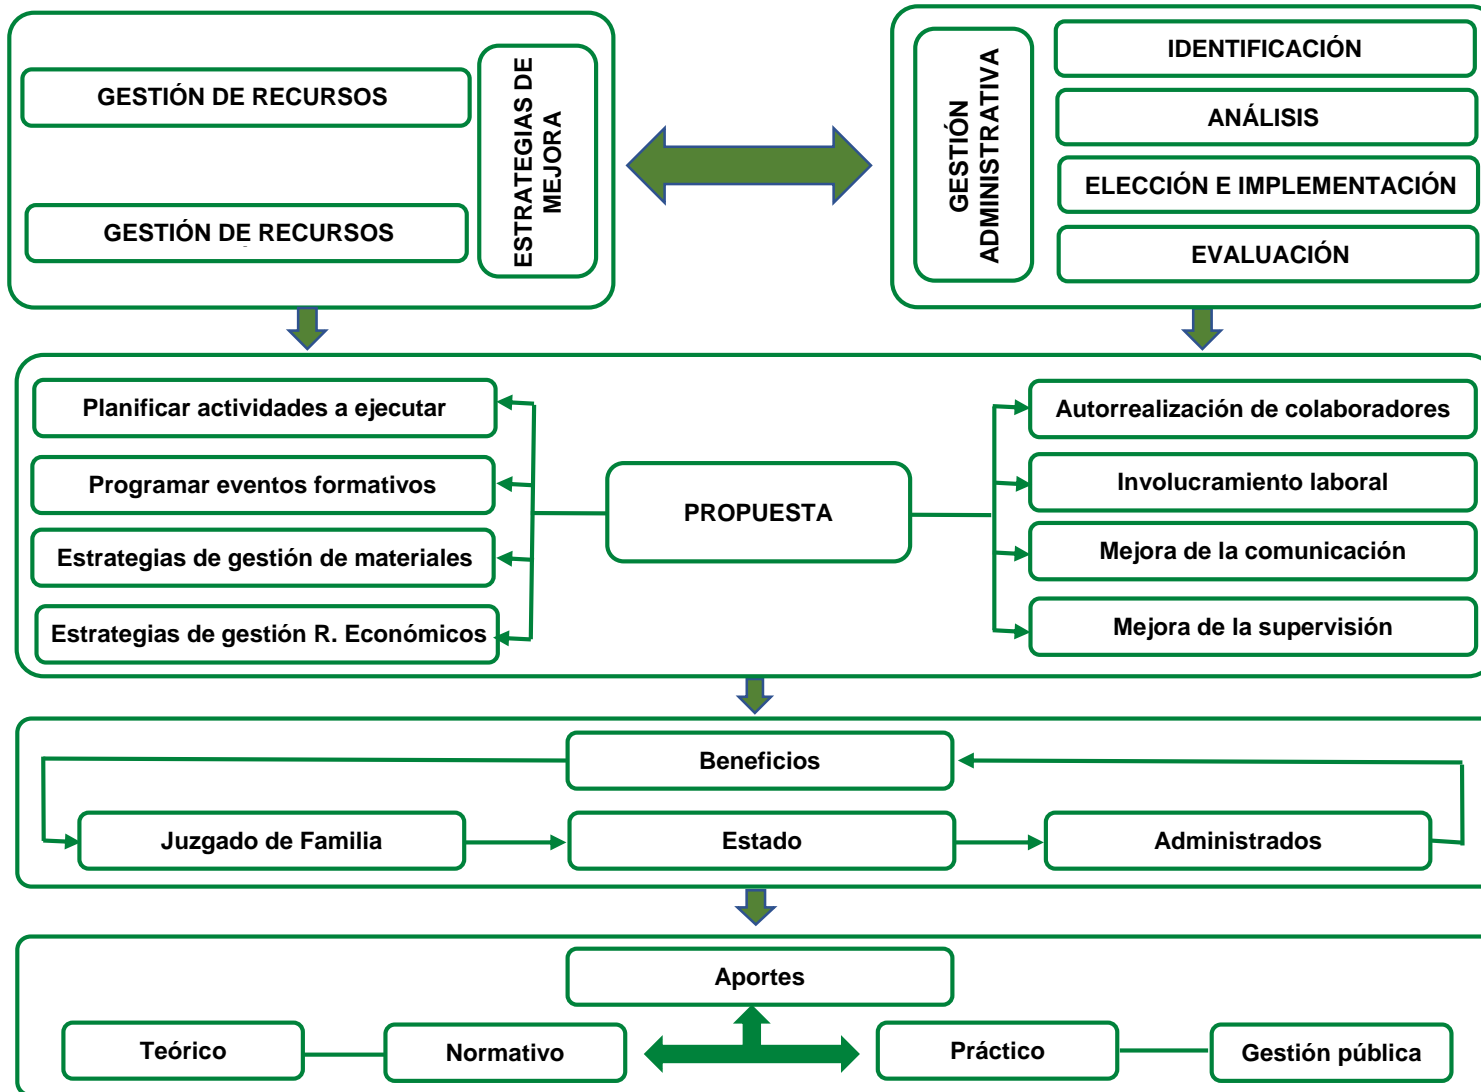 GESTIÓN DE RECURSOS
GESTIÓN DE RECURSOS
ESTRATEGIAS DE
MEJORA
GESTIÓN
ADMINISTRATIVA
IDENTIFICACIÓN
ANÁLISIS
ELECCIÓN E IMPLEMENTACIÓN
EVALUACIÓN
Planificar actividades a ejecutar
Programar eventos formativos
Estrategias de gestión de materiales
Estrategias de gestión R. Económicos
PROPUESTA
Autorrealización de colaboradores
Involucramiento laboral
Mejora de la comunicación
Mejora de la supervisión
Beneficios
Juzgado de Familia
Estado
Administrados
Aportes
Teórico
Normativo
Práctico
Gestión pública